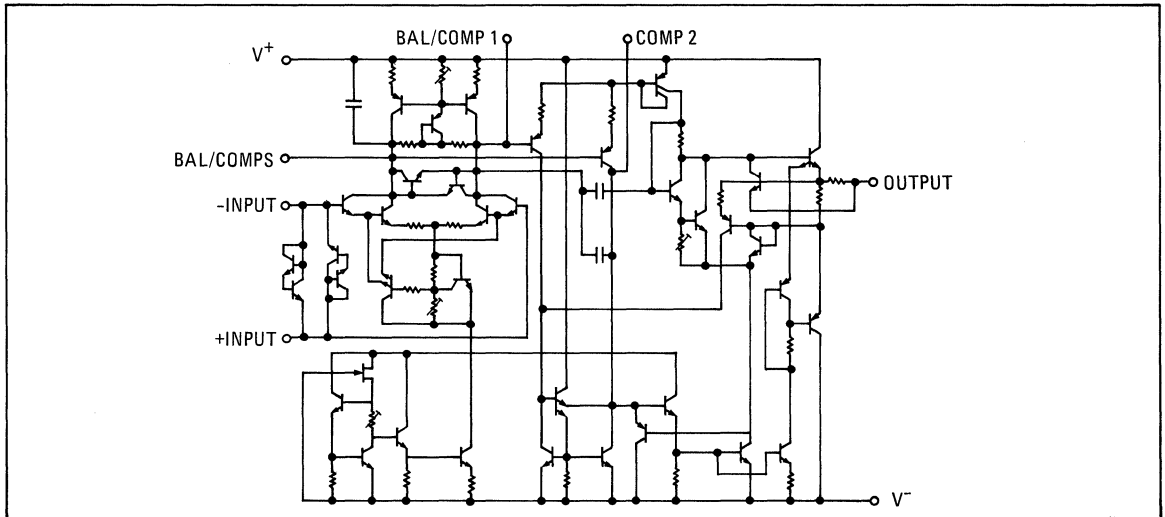 BAL/COMP 1
COMP 2
V+
BAL/COMPS
OUTPUT
-INPUT
+INPUT
V-